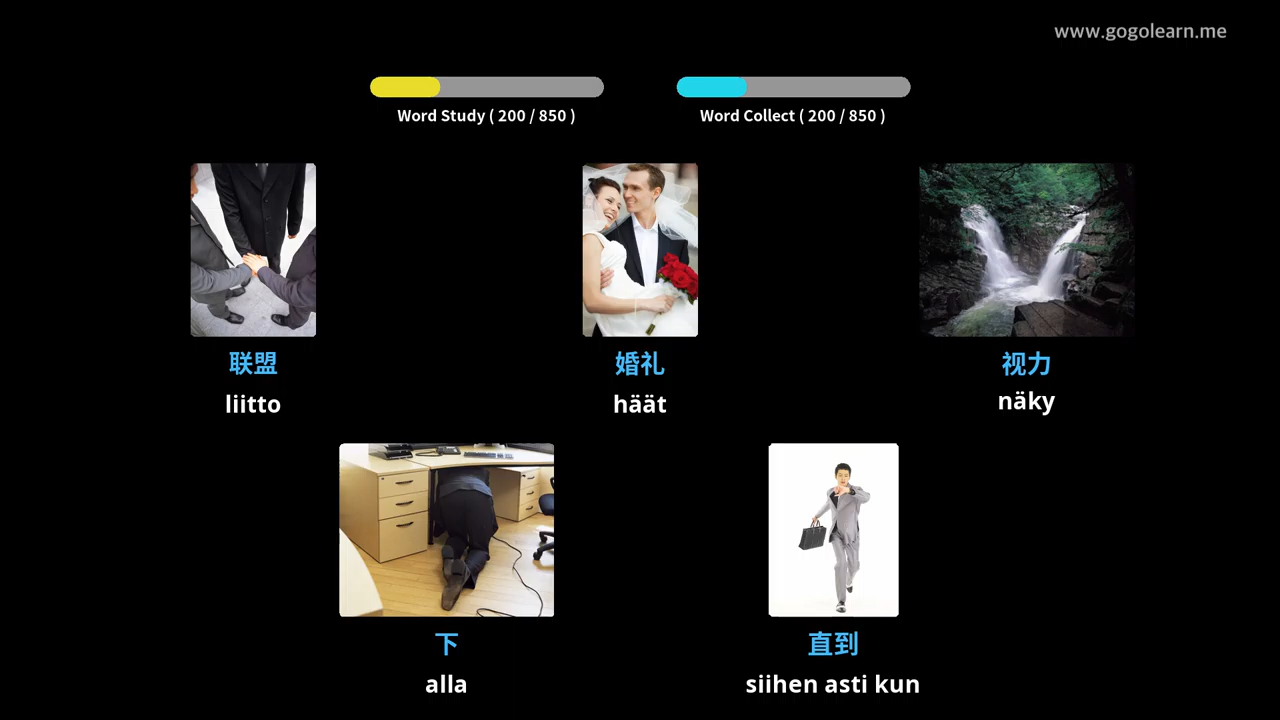 www.gogolearn.me
Word Study ( 200 / 850 )
Word Collect ( 200 / 850 )
联盟
liitto
婚礼
häät
视力
näky
下
alla
直到
siihen asti kun